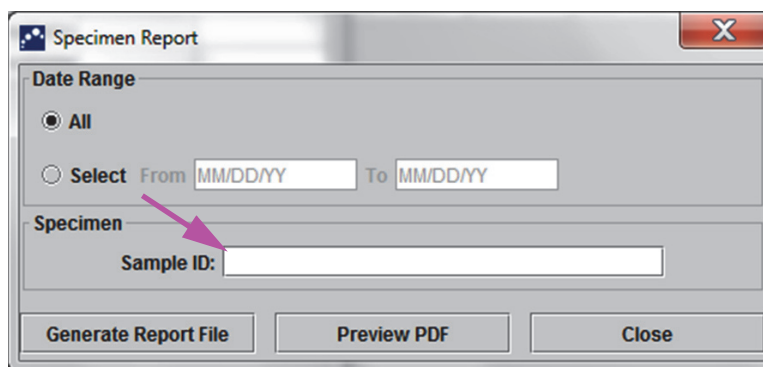 Specimen Report
Date Range
All
Select From MM/DD/YY To MM/DD/YY
Specimen
Sample ID:
Generate Report File Preview PDF Close